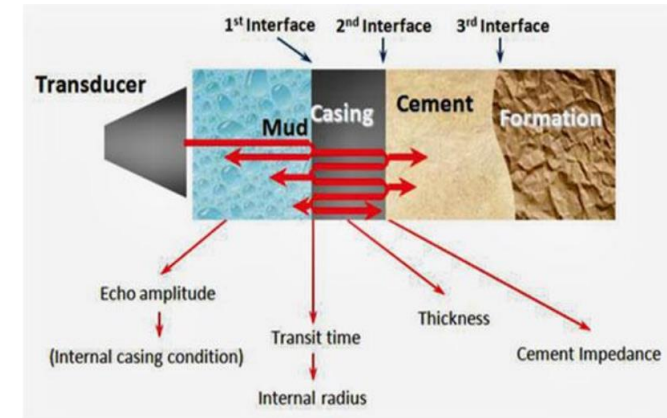 1st Interface
2nd Interface
3rd Interface
Transducer
Mud
Casing
Cement
Formation
Echo amplitude
(Internal casing condition)
Transit time
Internal radius
Thickness
Cement Impedance